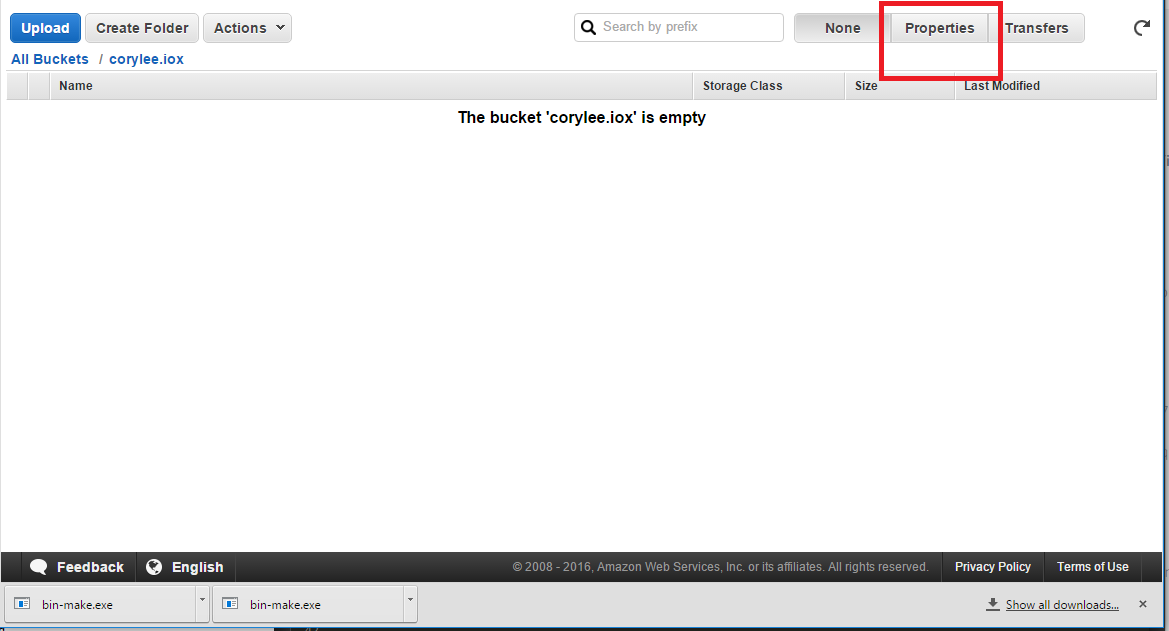 Upload Create Folder Actions Search by prefix None Properties Transfers
All Buckets / corylee.iox
Name Storage Class Size Last Modified
The bucket 'corylee.iox' is empty
Feedback English © 2008 - 2016, Amazon Web Services, Inc. or its affiliates. All rights reserved. Privacy Policy Terms of Use
bin-make.exe bin-make.exe Show all downloads...